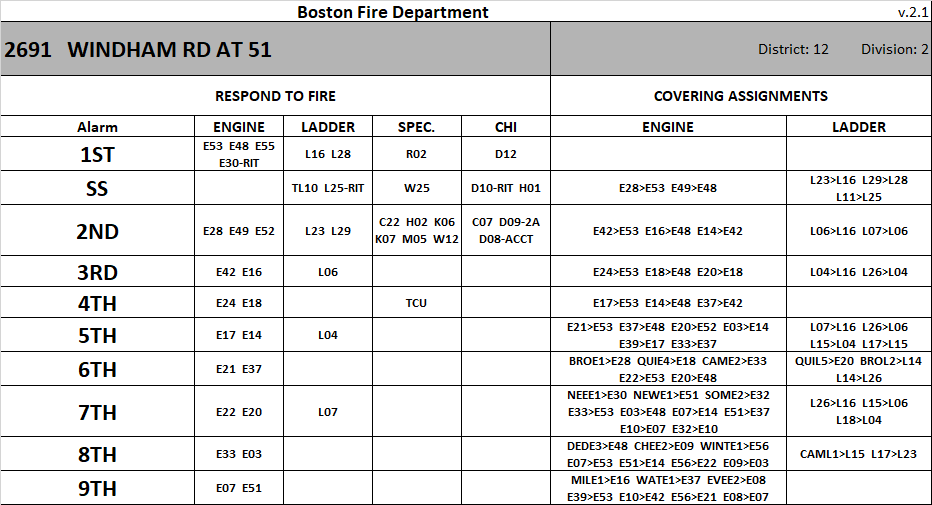 Boston Fire Department v.2.1
2691 WINDHAM RD AT 51 District: 12 Division: 2
RESPOND TO FIRE COVERING ASSIGNMENTS
Alarm ENGINE LADDER SPEC. CHI ENGINE LADDER
1ST
E53 E48 E55
E30-RIT
L16 L28
R02
D12
SS
TL10 L25-RIT
W25
D10-RIT H01
E28>E53 E49>E48
L23>L16 L29>L28
L11>L25
2ND
E28 E49 E52
L23 L29
C22 H02 K06
K07 M05 W12
C07 D09-2A
D08-ACCT
E42>E53 E16>E48 E14>E42
L06>L16 L07>L06
3RD
E42 E16
L06
E24>E53 E18>E48 E20>E18
L04>L16 L26>L04
4TH
E24 E18
TCU
E17>E53 E14>E48 E37>E42
5TH
E17 E14
L04
E21>E53 E37>E48 E20>E52 E03>E14
E39>E17 E33>E37
L07>L16 L26>L06
L15>L04 L17>L15
6TH
E21 E37
BROE1>E28 QUIE4>E18 CAME2>E33
E22>E53 E20>E48
QUIL5>E20 BROL2>L14
L14>L26
7TH
E22 E20
L07
NEEE1>E30 NEWE1>E51 SOME2>E32
E33>E53 E03>E48 E07>E14 E51>E37
E10>E07 E32>E10
L26>L16 L15>L06
L18>L04
8TH
E33 E03
DEDE3>E48 CHEE2>E09 WINTE1>E56
E07>E53 E51>E14 E56>E22 E09>E03
CAML1>L15 L17>L23
9TH
E07 E51
MILE1>E16 WATE1>E37 EVEE2>E08
E39>E53 E10>E42 E56>E21 E08>E07